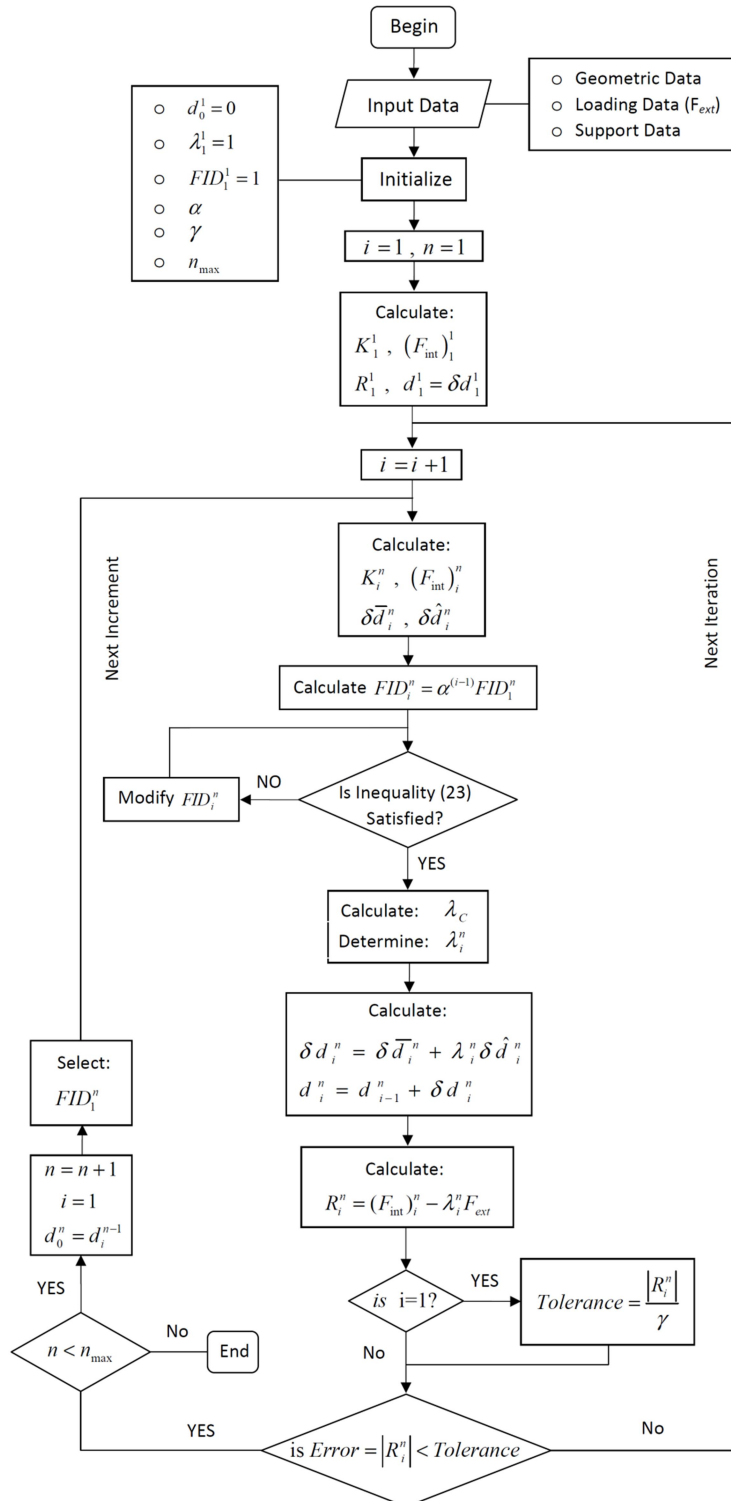 Begin
Input Data
○ Geometric Data
○ Loading Data (F_ext)
○ Support Data
○ d_0^1 = 0
○ λ_1^1 = 1
○ FID_1^1 = 1
○ α
○ γ
○ n_max
Initialize
i = 1 , n = 1
Calculate:
K_1^1 , (F_int)_1^1
R_1^1 , d_1^1 = δd_1^1
i = i + 1
Next Increment
Next Iteration
Calculate:
K_i^n , (F_int)_i^n
δd̅_i^n , δd̂_i^n
Calculate FID_i^n = α^(i−1) FID_1^n
Modify FID_i^n
NO
Is Inequality (23)
Satisfied?
YES
Calculate: λ_C
Determine: λ_i^n
Calculate:
δd_i^n = δd̅_i^n + λ_i^n δd̂_i^n
d_i^n = d_{i−1}^n + δd_i^n
Select:
FID_1^n
Calculate:
R_i^n = (F_int)_i^n − λ_i^n F_ext
n = n + 1
i = 1
d_0^n = d_i^{n−1}
YES
is i=1?
YES
Tolerance = |R_i^n| / γ
No
n < n_max
No
End
YES
is Error = |R_i^n| < Tolerance
No